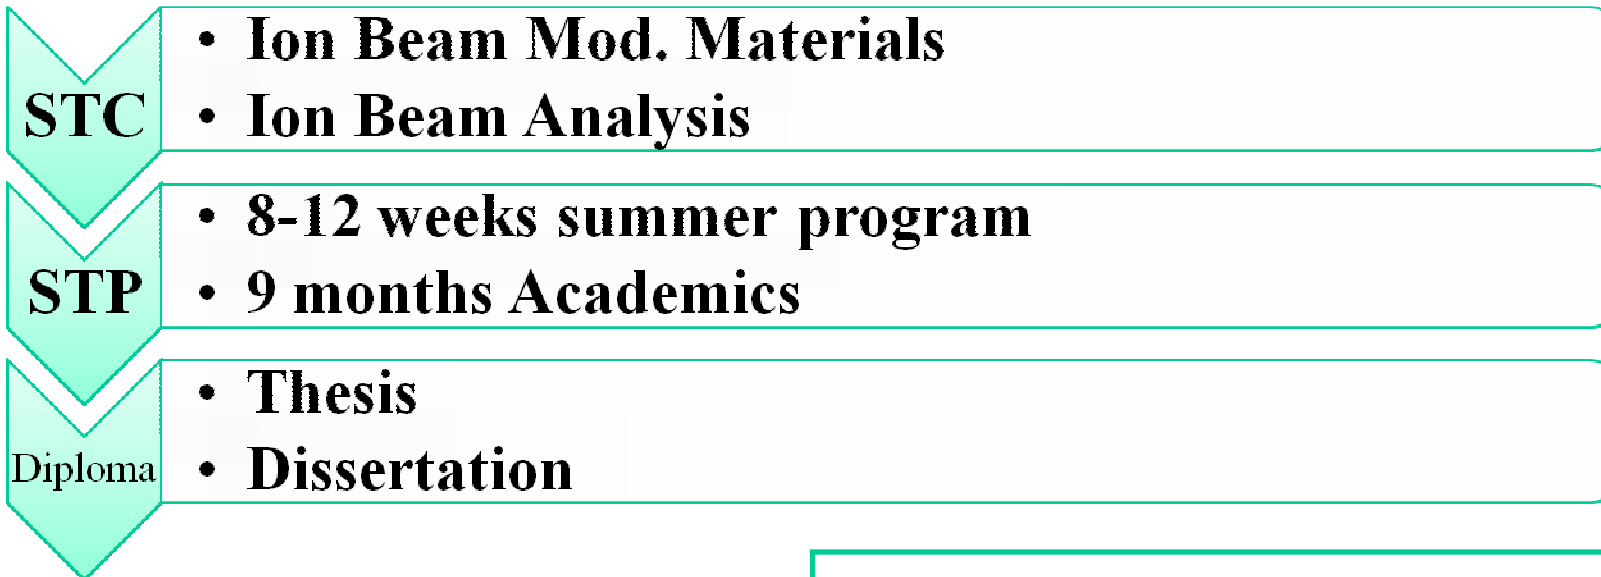 STC
• Ion Beam Mod. Materials
• Ion Beam Analysis
STP
• 8-12 weeks summer program
• 9 months Academics
Diploma
• Thesis
• Dissertation